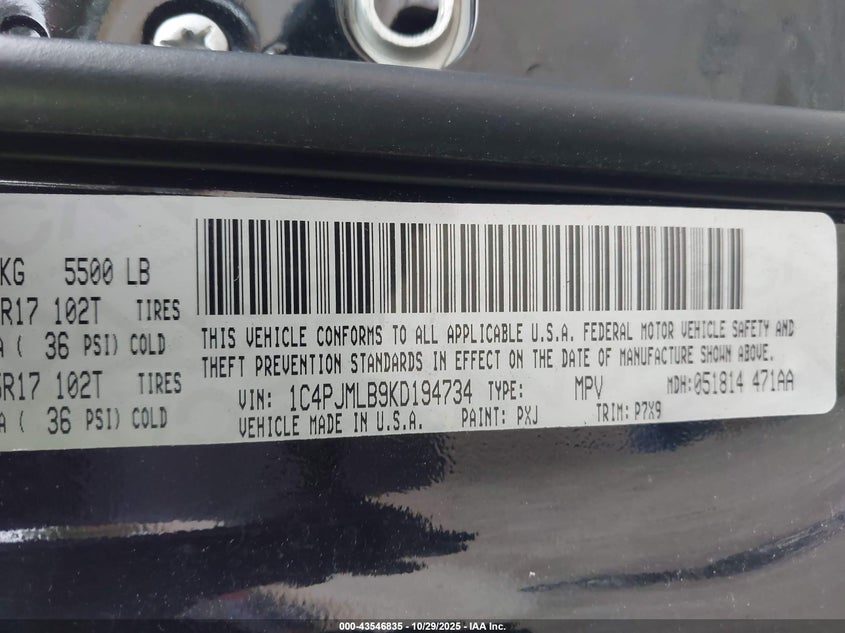 KG 5500 LB
R17 102T TIRES
( 36 PSI) COLD
R17 102T TIRES
( 36 PSI) COLD
THIS VEHICLE CONFORMS TO ALL APPLICABLE U.S.A. FEDERAL MOTOR VEHICLE SAFETY AND
THEFT PREVENTION STANDARDS IN EFFECT ON THE DATE OF MANUFACTURE SHOWN ABOVE.
VIN: 1C4PJMLB9KD194734 TYPE: MPV MDH: 051814 471AA
VEHICLE MADE IN U.S.A. PAINT: PXJ TRIM: P7X9
000-43546835 - 10/29/2025 - IAA Inc.